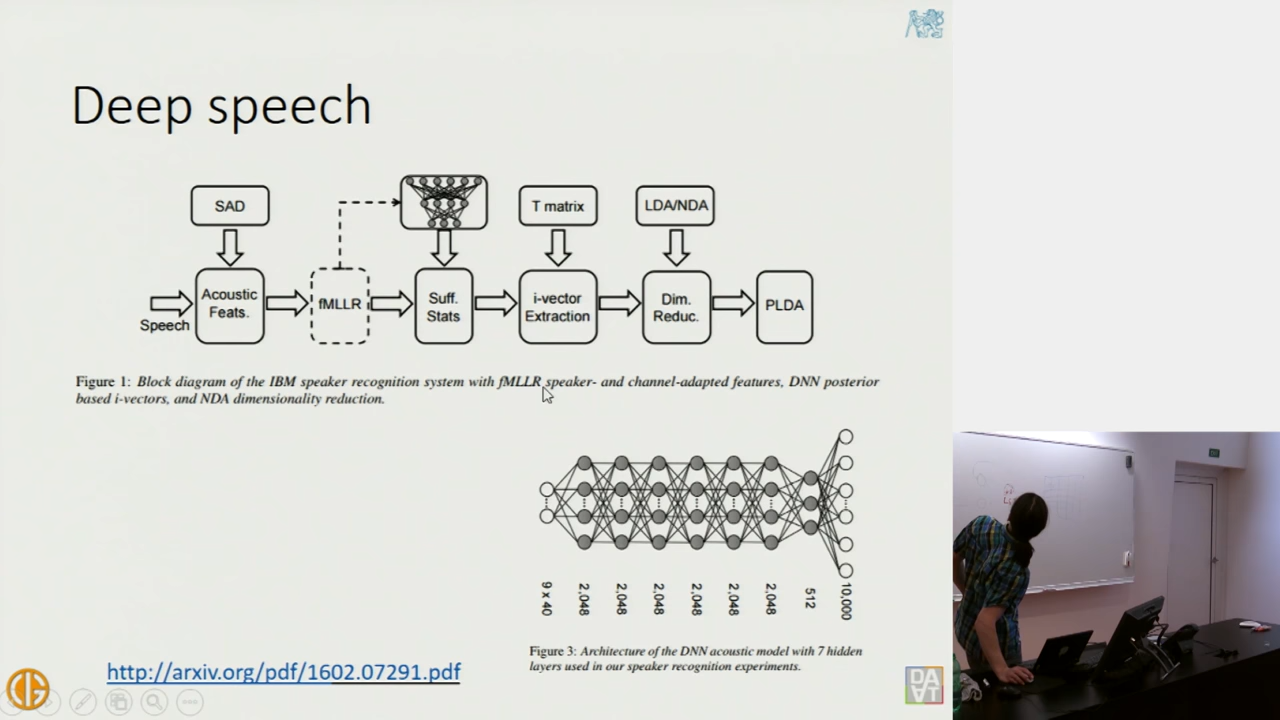 Deep speech
SAD
T matrix
LDA/NDA
Speech
Acoustic
Feats.
fMLLR
Suff.
Stats
i-vector
Extraction
Dim.
Reduc.
PLDA
Figure 1: Block diagram of the IBM speaker recognition system with fMLLR speaker- and channel-adapted features, DNN posterior
based i-vectors, and NDA dimensionality reduction.
9 x 40
2,048
2,048
2,048
2,048
2,048
2,048
512
10,000
Figure 3: Architecture of the DNN acoustic model with 7 hidden
layers used in our speaker recognition experiments.
http://arxiv.org/pdf/1602.07291.pdf